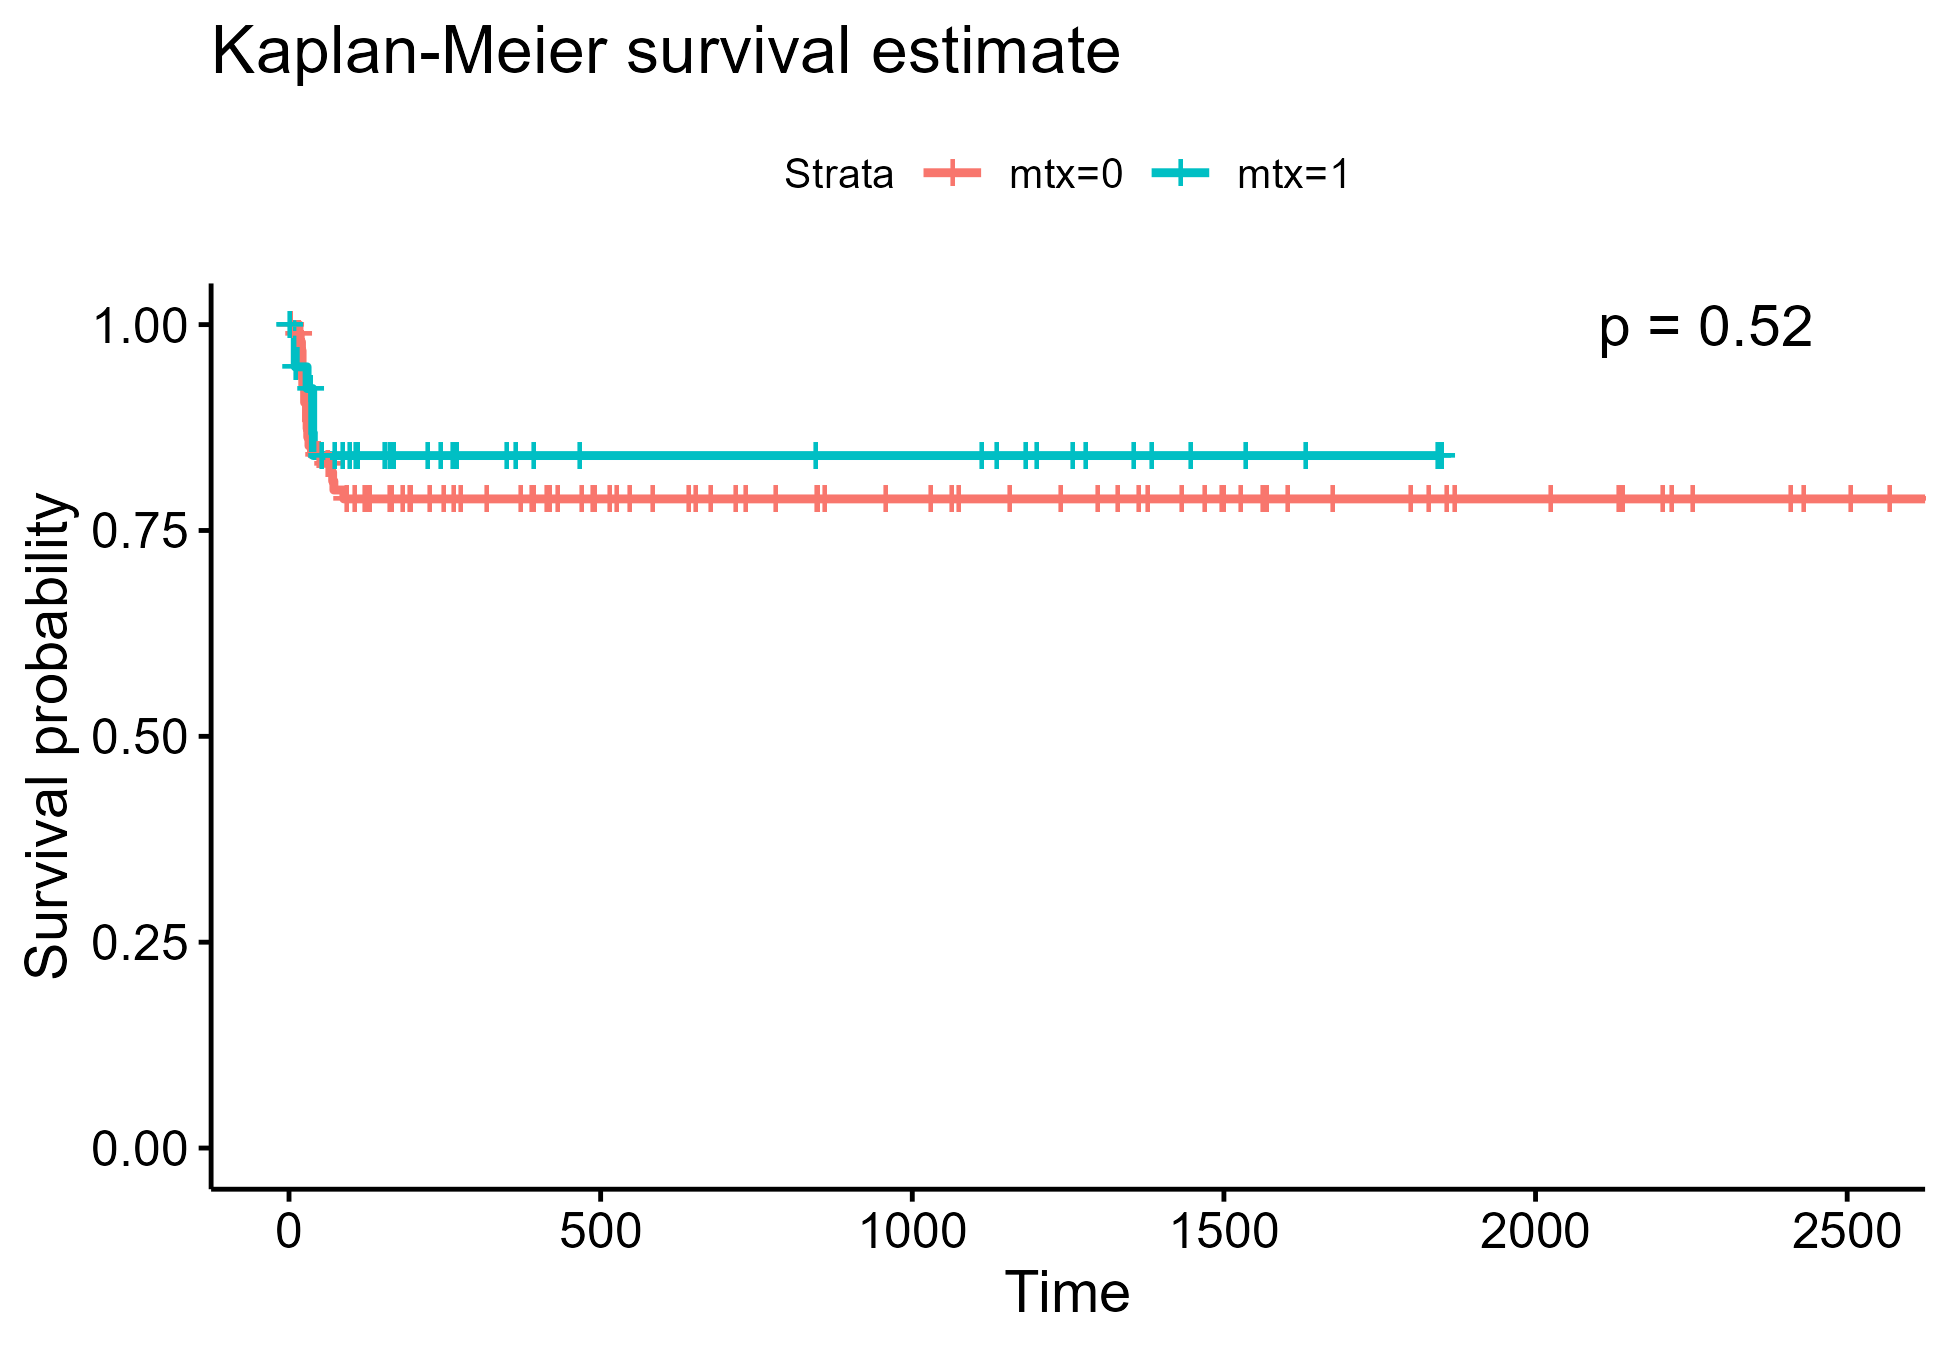 Kaplan-Meier survival estimate
Strata mtx=0 mtx=1
p = 0.52
Survival probability
1.00
0.75
0.50
0.25
0.00
0 500 1000 1500 2000 2500
Time